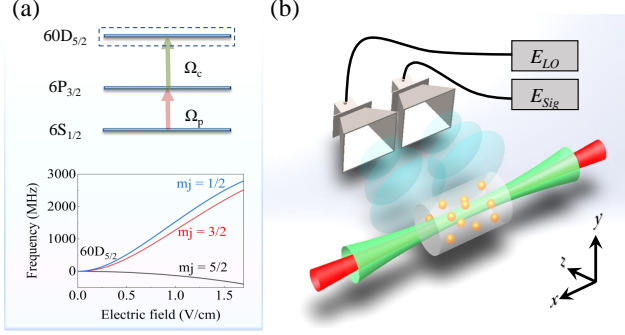 (a)
60D5/2
Ωc
6P3/2
Ωp
6S1/2
3000
2000
1000
0
Frequency (MHz)
mj = 1/2
mj = 3/2
60D5/2
mj = 5/2
0.0 0.5 1.0 1.5
Electric field (V/cm)
(b)
ELO
ESig
y
z
x